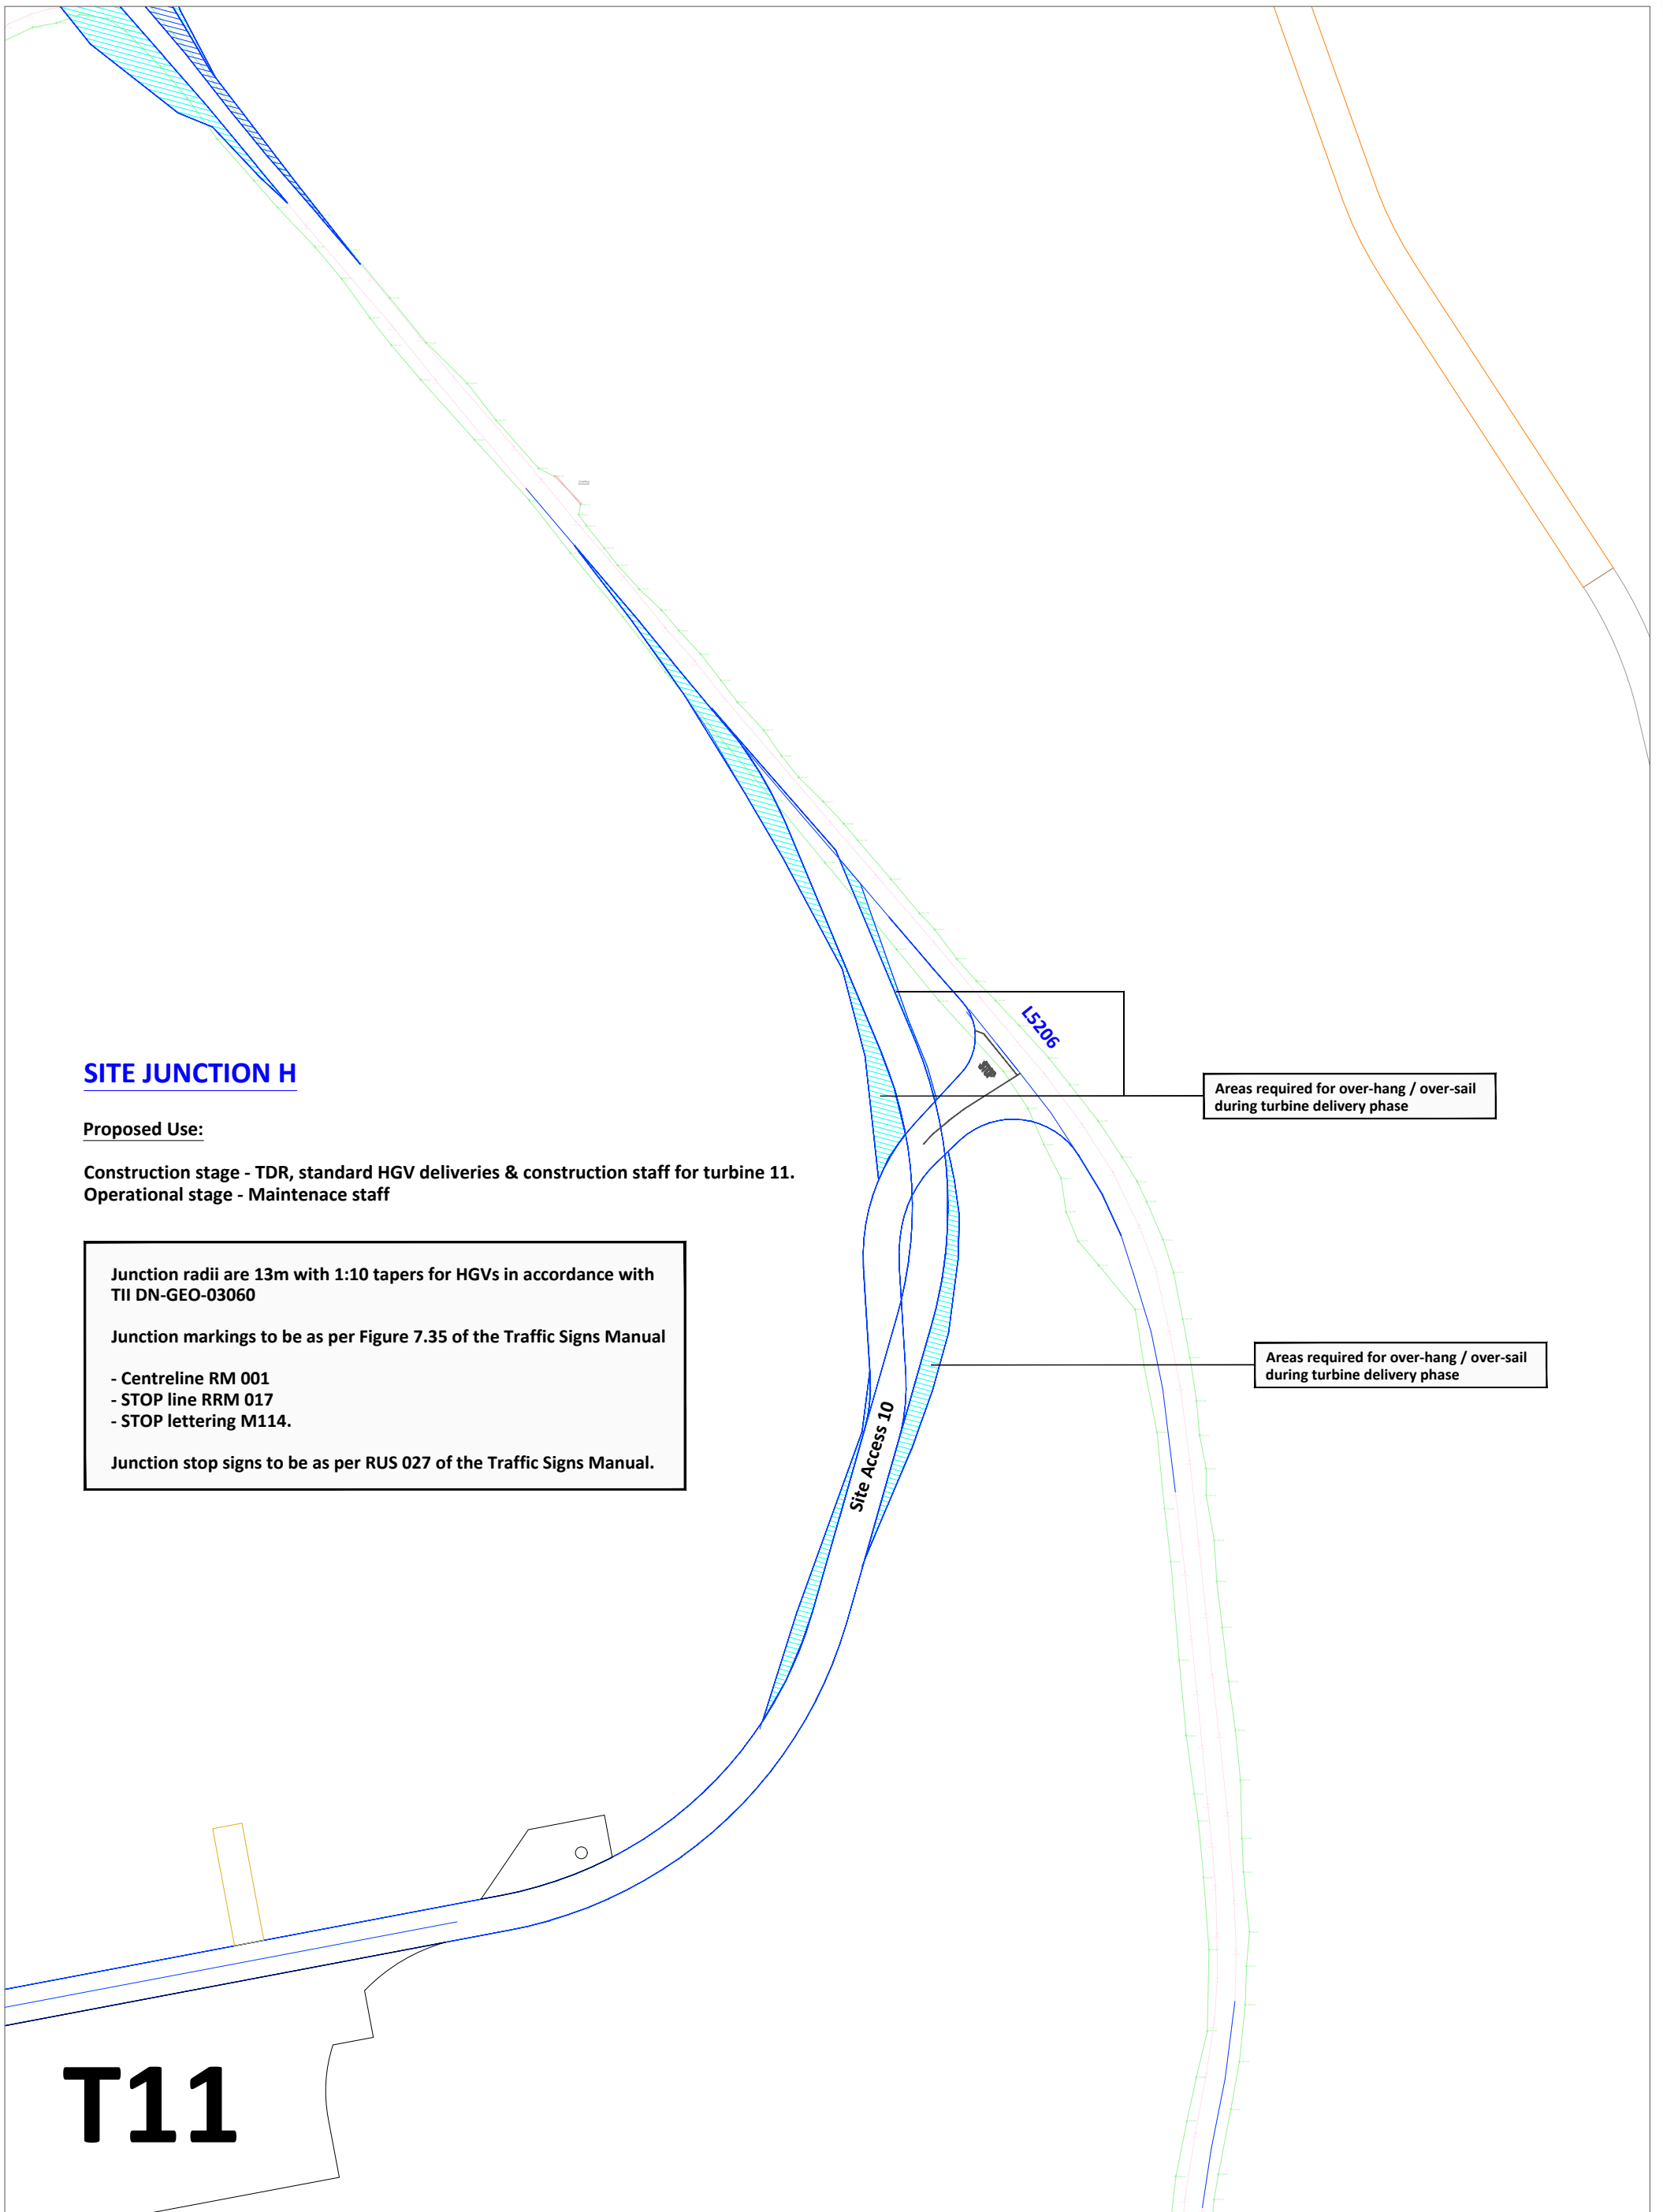 L5206
SITE JUNCTION H
Areas required for over-hang / over-sail
during turbine delivery phase
Proposed Use:
Construction stage - TDR, standard HGV deliveries & construction staff for turbine 11.
Operational stage - Maintenace staff
Junction radii are 13m with 1:10 tapers for HGVs in accordance with
TII DN-GEO-03060
Junction markings to be as per Figure 7.35 of the Traffic Signs Manual
- Centreline RM 001
- STOP line RRM 017
- STOP lettering M114.
Junction stop signs to be as per RUS 027 of the Traffic Signs Manual.
Areas required for over-hang / over-sail
during turbine delivery phase
Site Access 10
T11